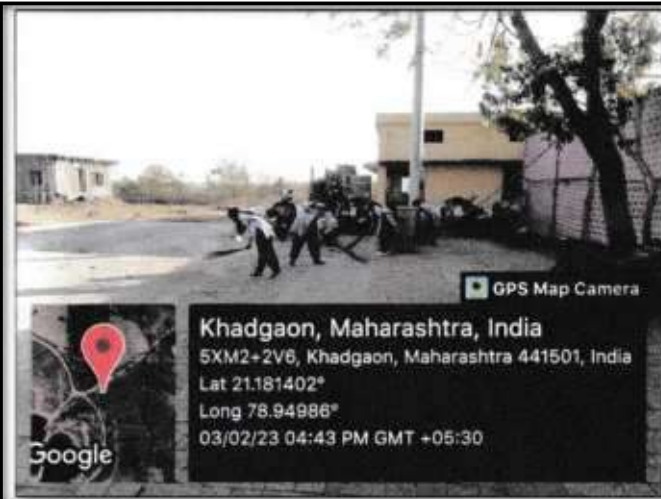 GPS Map Camera
Khadgaon, Maharashtra, India
5XM2+2V6, Khadgaon, Maharashtra 441501, India
Lat 21.181402°
Long 78.94986°
03/02/23 04:43 PM GMT +05:30
Google